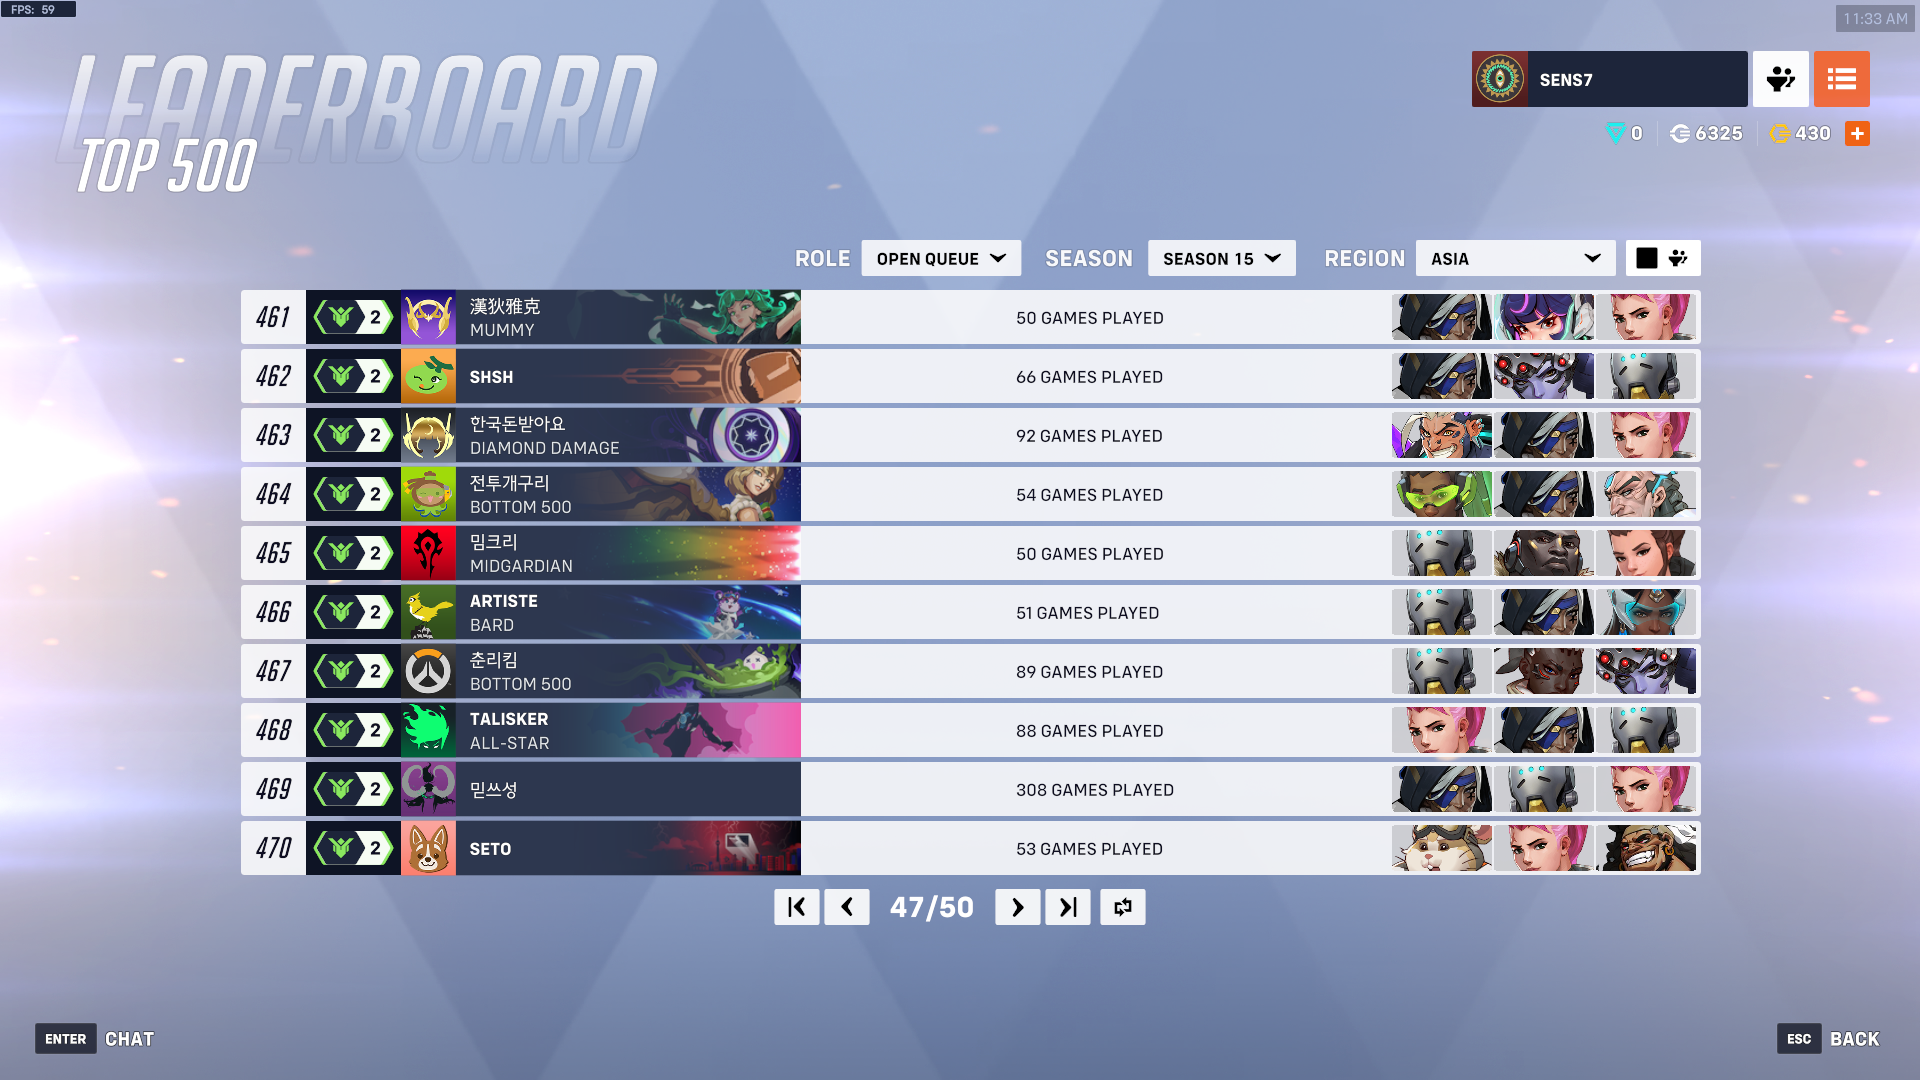 FPS: 59
11:33 AM
LEADERBOARD
TOP 500
SENS7
0 6325 430
ROLE OPEN QUEUE SEASON SEASON 15 REGION ASIA
461 2 漢狄雅克
MUMMY
50 GAMES PLAYED
462 2 SHSH
66 GAMES PLAYED
463 2 한국돈받아요
DIAMOND DAMAGE
92 GAMES PLAYED
464 2 전투개구리
BOTTOM 500
54 GAMES PLAYED
465 2 밈크리
MIDGARDIAN
50 GAMES PLAYED
466 2 ARTISTE
BARD
51 GAMES PLAYED
467 2 춘리킴
BOTTOM 500
89 GAMES PLAYED
468 2 TALISKER
ALL-STAR
88 GAMES PLAYED
469 2 믿쓰성
308 GAMES PLAYED
470 2 SETO
53 GAMES PLAYED
47/50
ENTER CHAT
ESC BACK